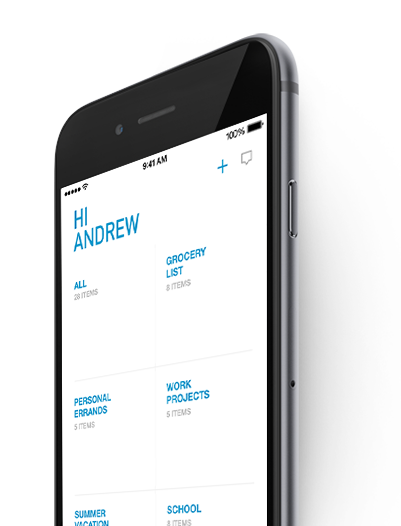 100%
9:41 AM
HI
ANDREW
ALL
28 ITEMS
GROCERY
LIST
8 ITEMS
PERSONAL
ERRANDS
5 ITEMS
WORK
PROJECTS
5 ITEMS
SUMMER
VACATION
SCHOOL
8 ITEMS